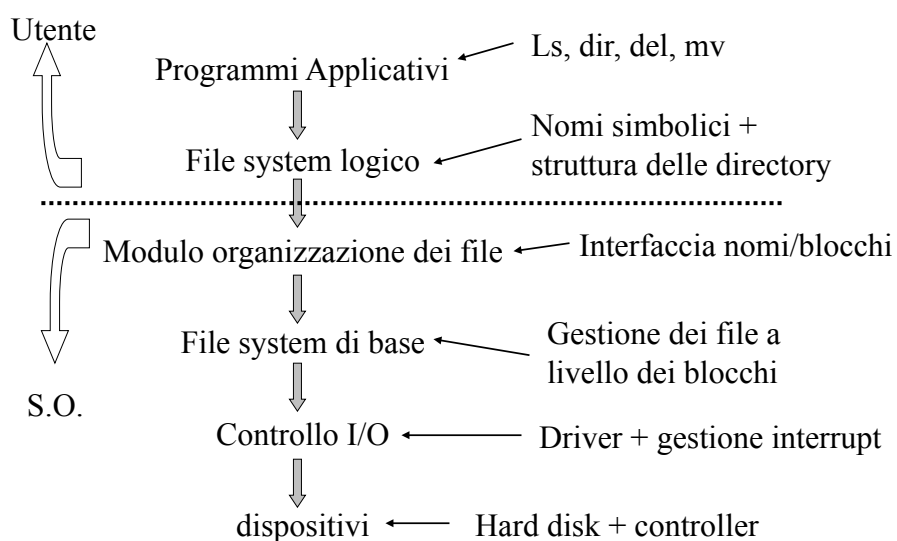 Utente
Ls, dir, del, mv
Programmi Applicativi
Nomi simbolici +
struttura delle directory
File system logico
Modulo organizzazione dei file
Interfaccia nomi/blocchi
File system di base
Gestione dei file a
livello dei blocchi
S.O.
Controllo I/O
Driver + gestione interrupt
dispositivi
Hard disk + controller